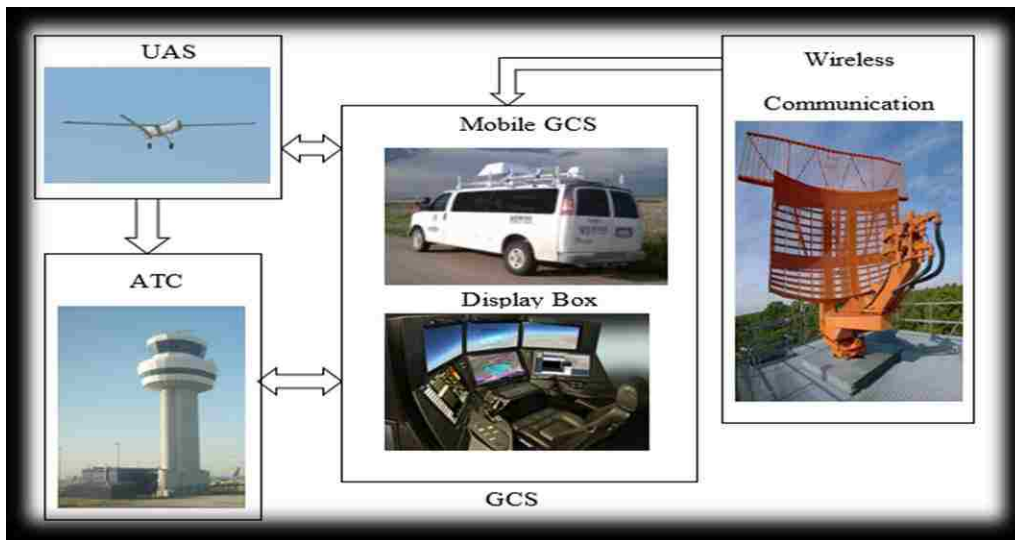 UAS
Wireless
Communication
Mobile GCS
ATC
Display Box
GCS